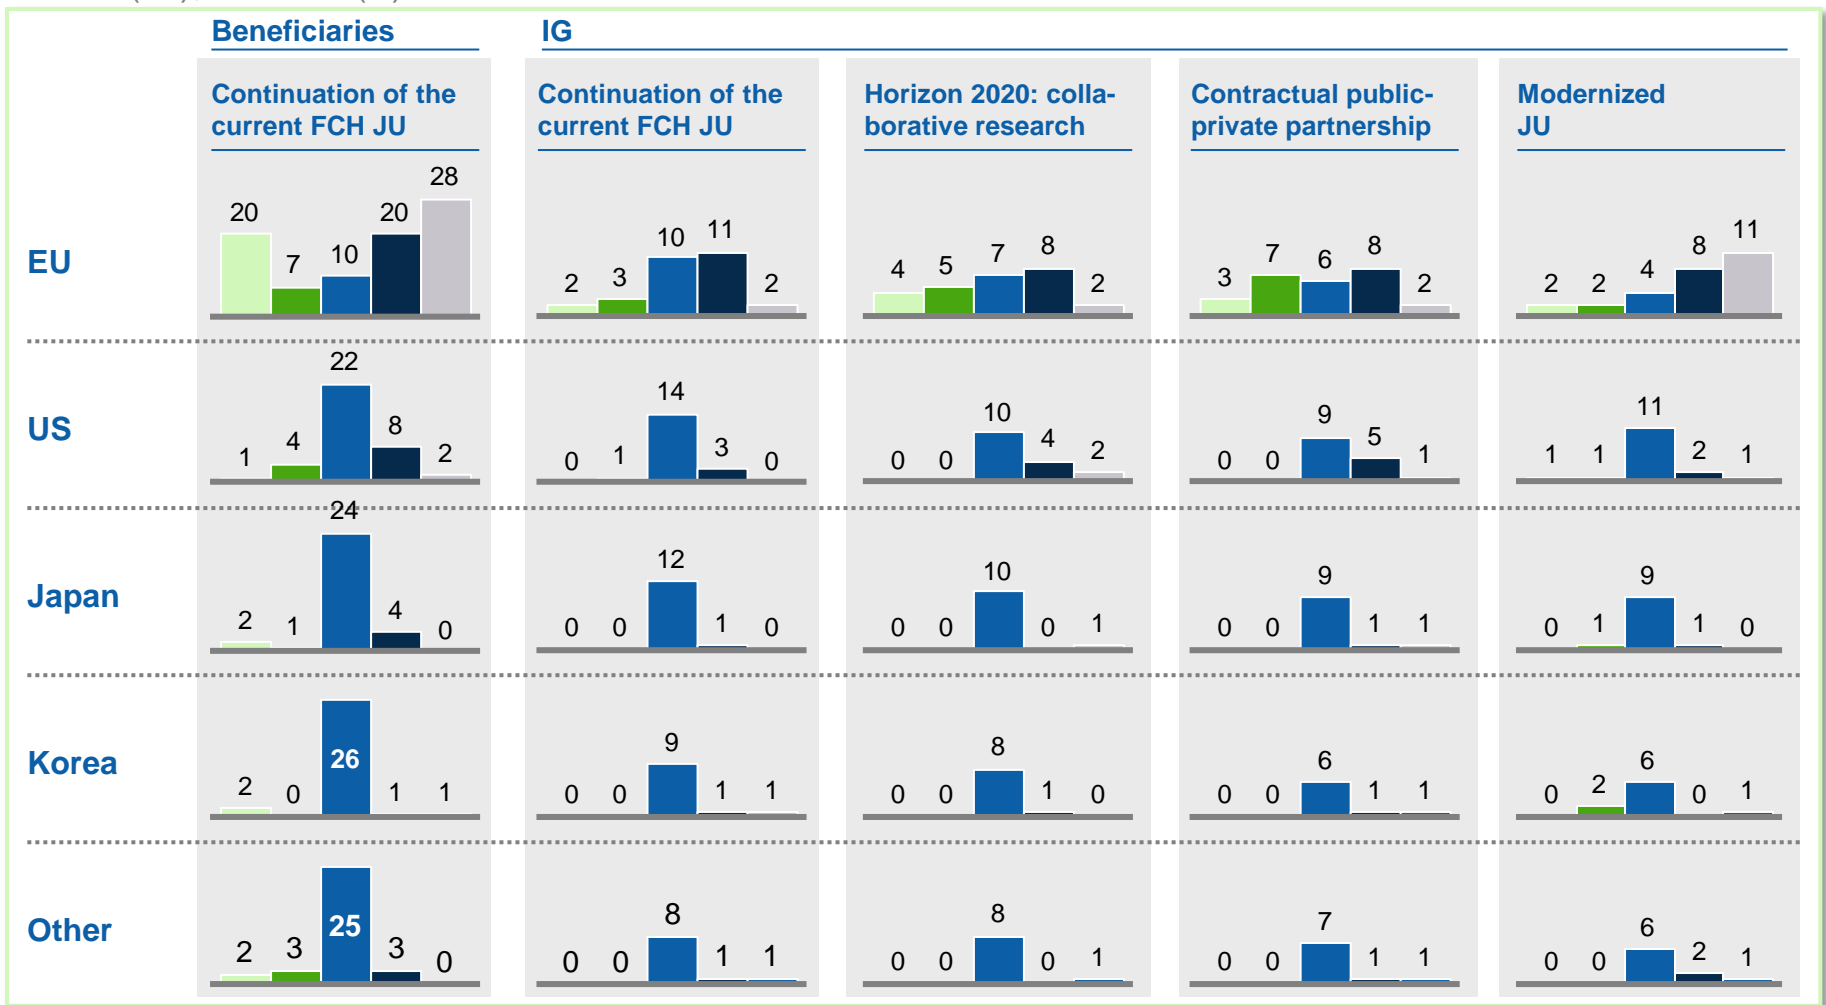 Beneficiaries IG
Continuation of the
current FCH JU
Continuation of the
current FCH JU
Horizon 2020: colla-
borative research
Contractual public-
private partnership
Modernized
JU
EU
20 7 10 20 28
2 3 10 11 2
4 5 7 8 2
3 7 6 8 2
2 2 4 8 11
US
1 4 22 8 2
0 1 14 3 0
0 0 10 4 2
0 0 9 5 1
1 1 11 2 1
Japan
2 1 24 4 0
0 0 12 1 0
0 0 10 0 1
0 0 9 1 1
0 1 9 1 0
Korea
2 0 26 1 1
0 0 9 1 1
0 0 8 1 0
0 0 6 1 1
0 2 6 0 1
Other
2 3 25 3 0
0 0 8 1 1
0 0 8 0 1
0 0 7 1 1
0 0 6 2 1